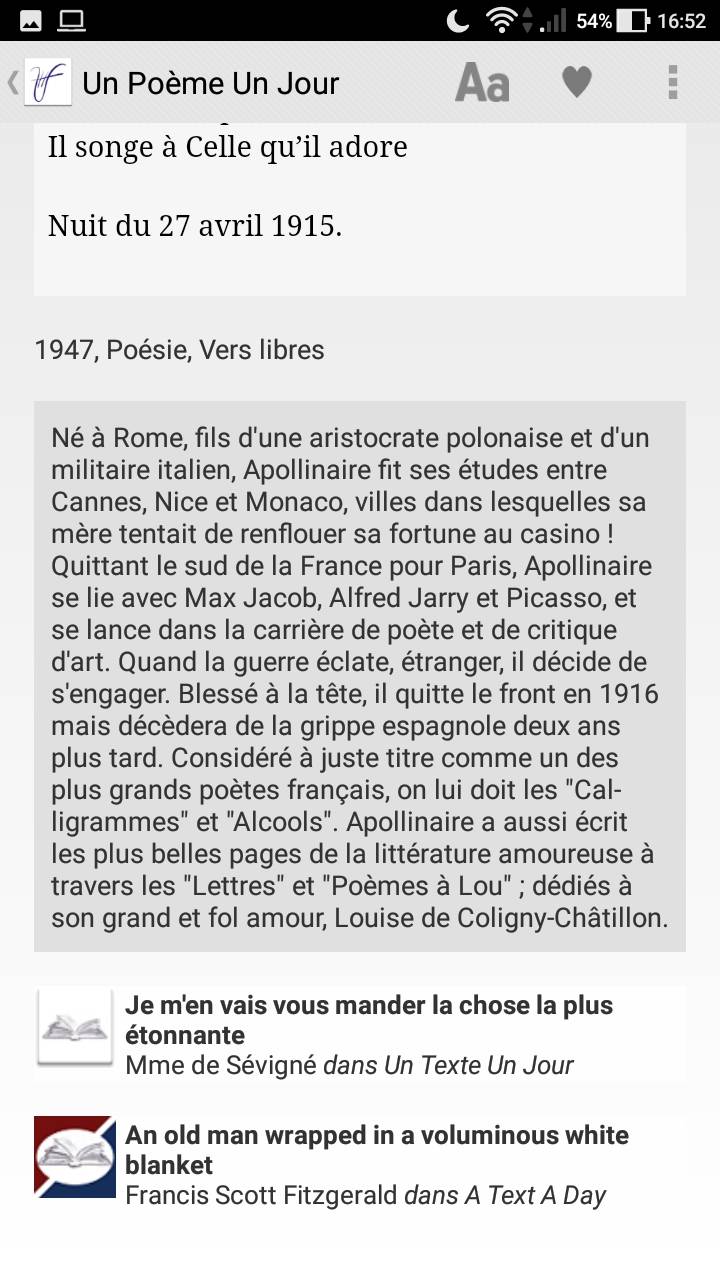 54% 16:52
Un Poème Un Jour Aa
Il songe à Celle qu’il adore
Nuit du 27 avril 1915.
1947, Poésie, Vers libres
Né à Rome, fils d'une aristocrate polonaise et d'un
militaire italien, Apollinaire fit ses études entre
Cannes, Nice et Monaco, villes dans lesquelles sa
mère tentait de renflouer sa fortune au casino !
Quittant le sud de la France pour Paris, Apollinaire
se lie avec Max Jacob, Alfred Jarry et Picasso, et
se lance dans la carrière de poète et de critique
d'art. Quand la guerre éclate, étranger, il décide de
s'engager. Blessé à la tête, il quitte le front en 1916
mais décèdera de la grippe espagnole deux ans
plus tard. Considéré à juste titre comme un des
plus grands poètes français, on lui doit les "Cal-
ligrammes" et "Alcools". Apollinaire a aussi écrit
les plus belles pages de la littérature amoureuse à
travers les "Lettres" et "Poèmes à Lou" ; dédiés à
son grand et fol amour, Louise de Coligny-Châtillon.
Je m'en vais vous mander la chose la plus
étonnante
Mme de Sévigné dans Un Texte Un Jour
An old man wrapped in a voluminous white
blanket
Francis Scott Fitzgerald dans A Text A Day